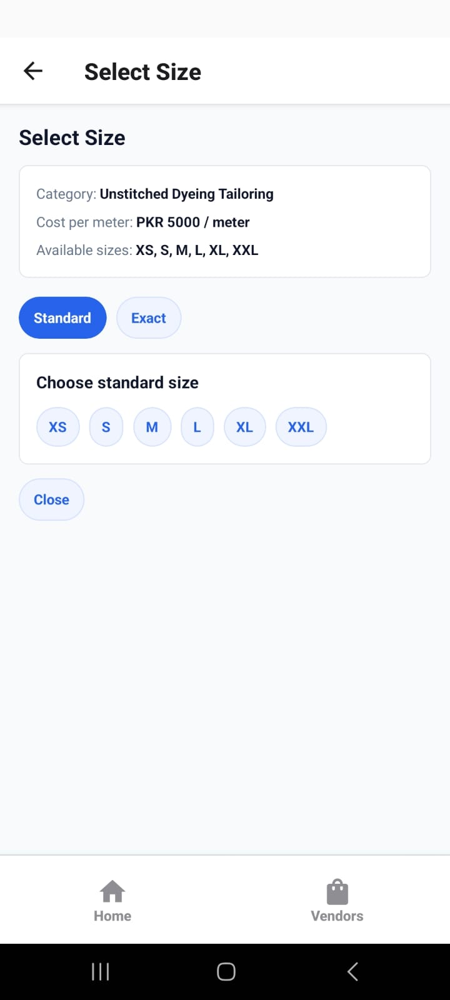 Select Size
Select Size
Category: Unstitched Dyeing Tailoring
Cost per meter: PKR 5000 / meter
Available sizes: XS, S, M, L, XL, XXL
Standard Exact
Choose standard size
XS S M L XL XXL
Close
Home Vendors